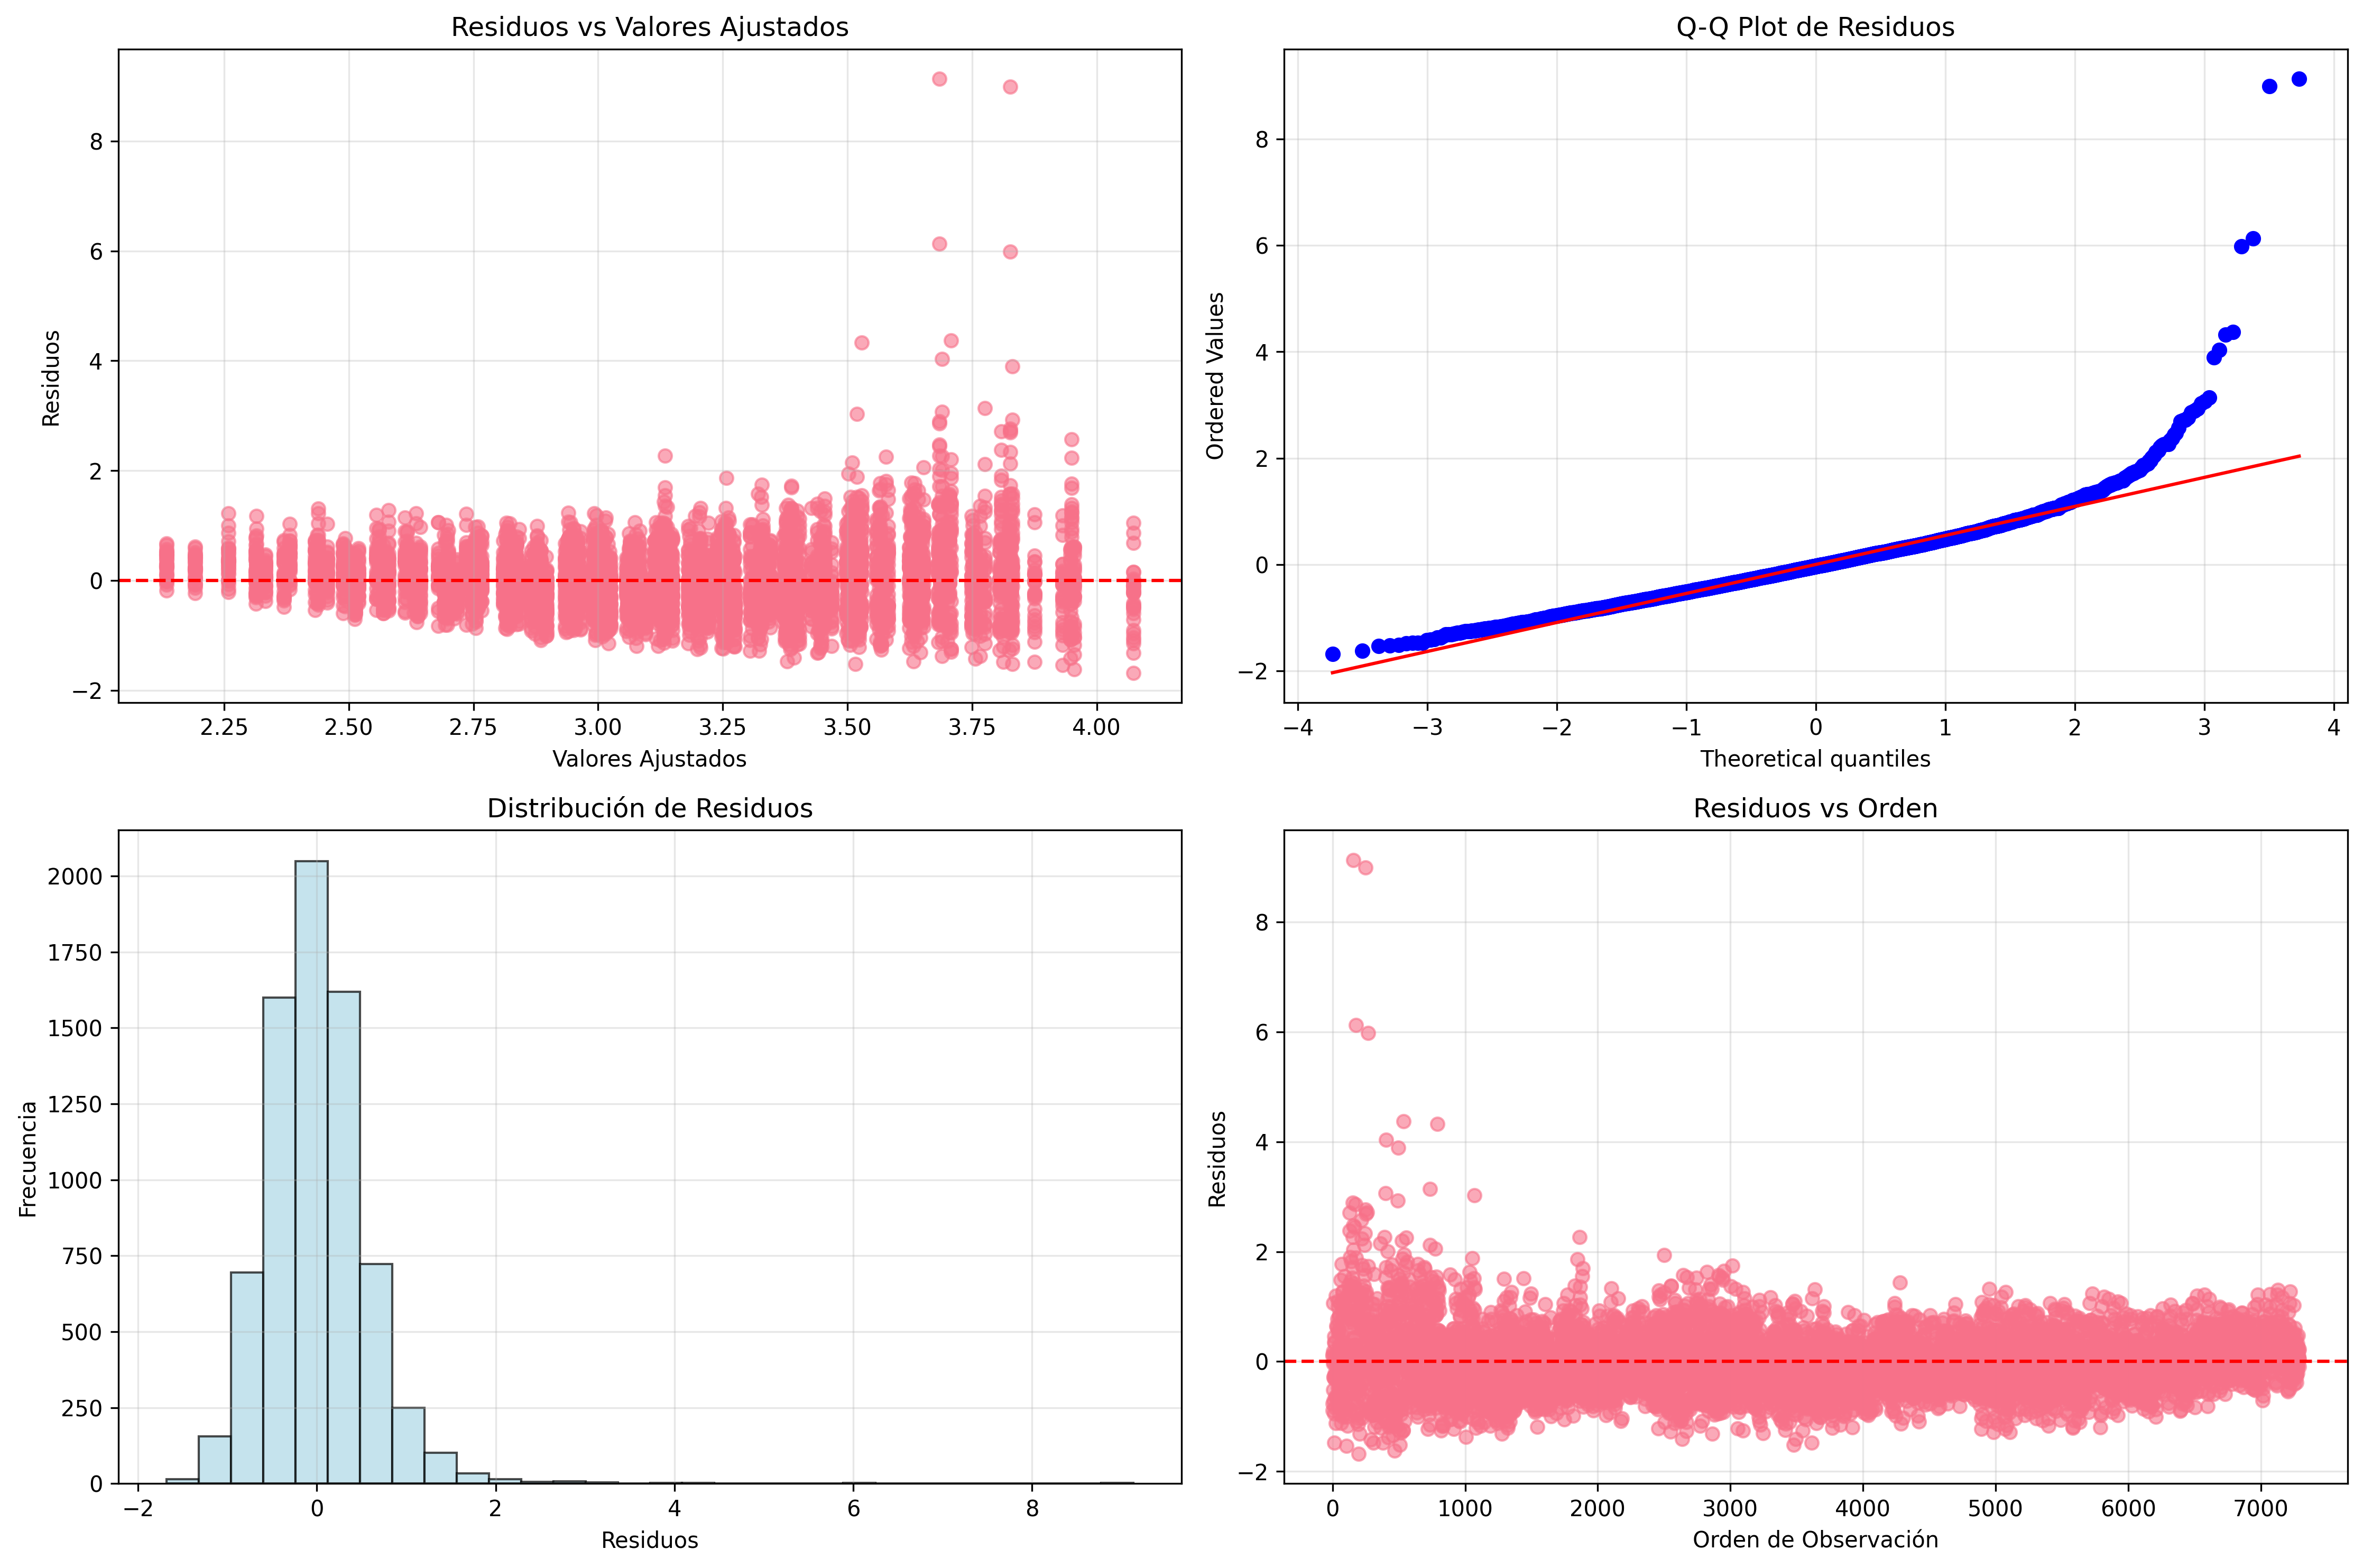 Residuos vs Valores Ajustados
8
6
4
2
0
−2
Residuos
2.25 2.50 2.75 3.00 3.25 3.50 3.75 4.00
Valores Ajustados
Q-Q Plot de Residuos
8
6
4
2
0
−2
Ordered Values
−4 −3 −2 −1 0 1 2 3 4
Theoretical quantiles
Distribución de Residuos
2000
1750
1500
1250
1000
750
500
250
0
Frecuencia
−2 0 2 4 6 8
Residuos
Residuos vs Orden
8
6
4
2
0
−2
Residuos
0 1000 2000 3000 4000 5000 6000 7000
Orden de Observación